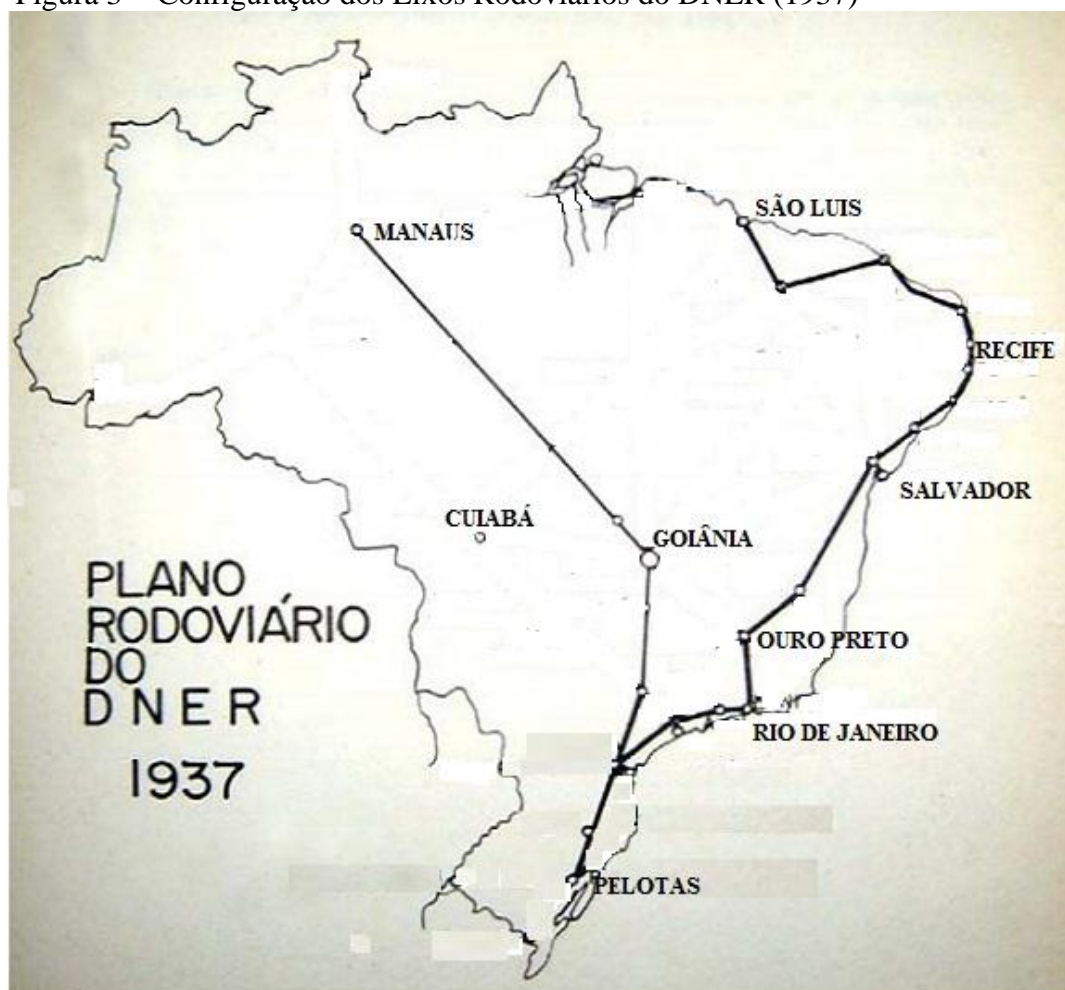 Figura 3 – Configuração dos Eixos Rodoviários do DNER (1937)
SÃO LUIS
MANAUS
RECIFE
SALVADOR
CUIABÁ
GOIÂNIA
PLANO
RODOVIÁRIO
DO
DNER
1937
OURO PRETO
RIO DE JANEIRO
PELOTAS